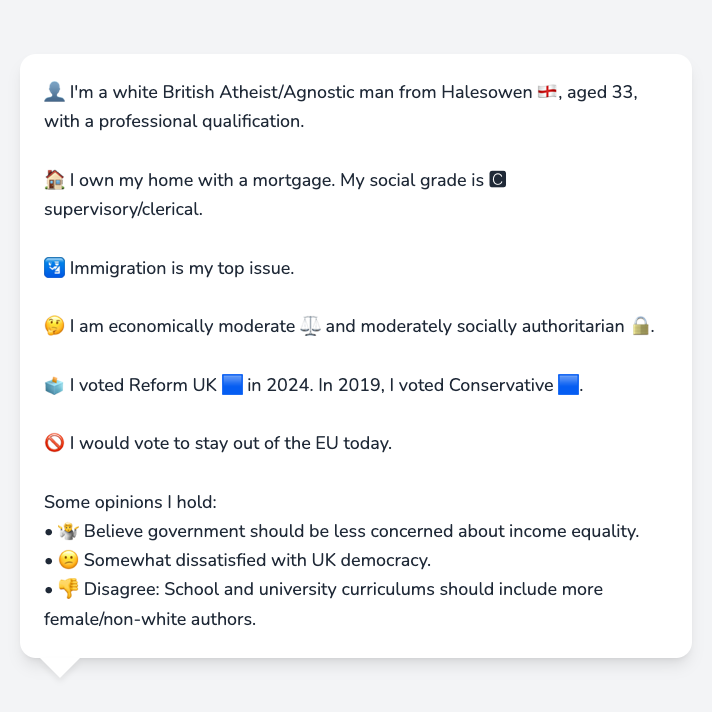 👤 I'm a white British Atheist/Agnostic man from Halesowen 🏴󠁧󠁢󠁥󠁮󠁧󠁿, aged 33,
with a professional qualification.
🏠 I own my home with a mortgage. My social grade is 🅲
supervisory/clerical.
🛂 Immigration is my top issue.
🤔 I am economically moderate ⚖️ and moderately socially authoritarian 🔒.
🗳️ I voted Reform UK 🟦 in 2024. In 2019, I voted Conservative 🟦.
🚫 I would vote to stay out of the EU today.
Some opinions I hold:
• 🤷 Believe government should be less concerned about income equality.
• 🙁 Somewhat dissatisfied with UK democracy.
• 👎 Disagree: School and university curriculums should include more
female/non-white authors.